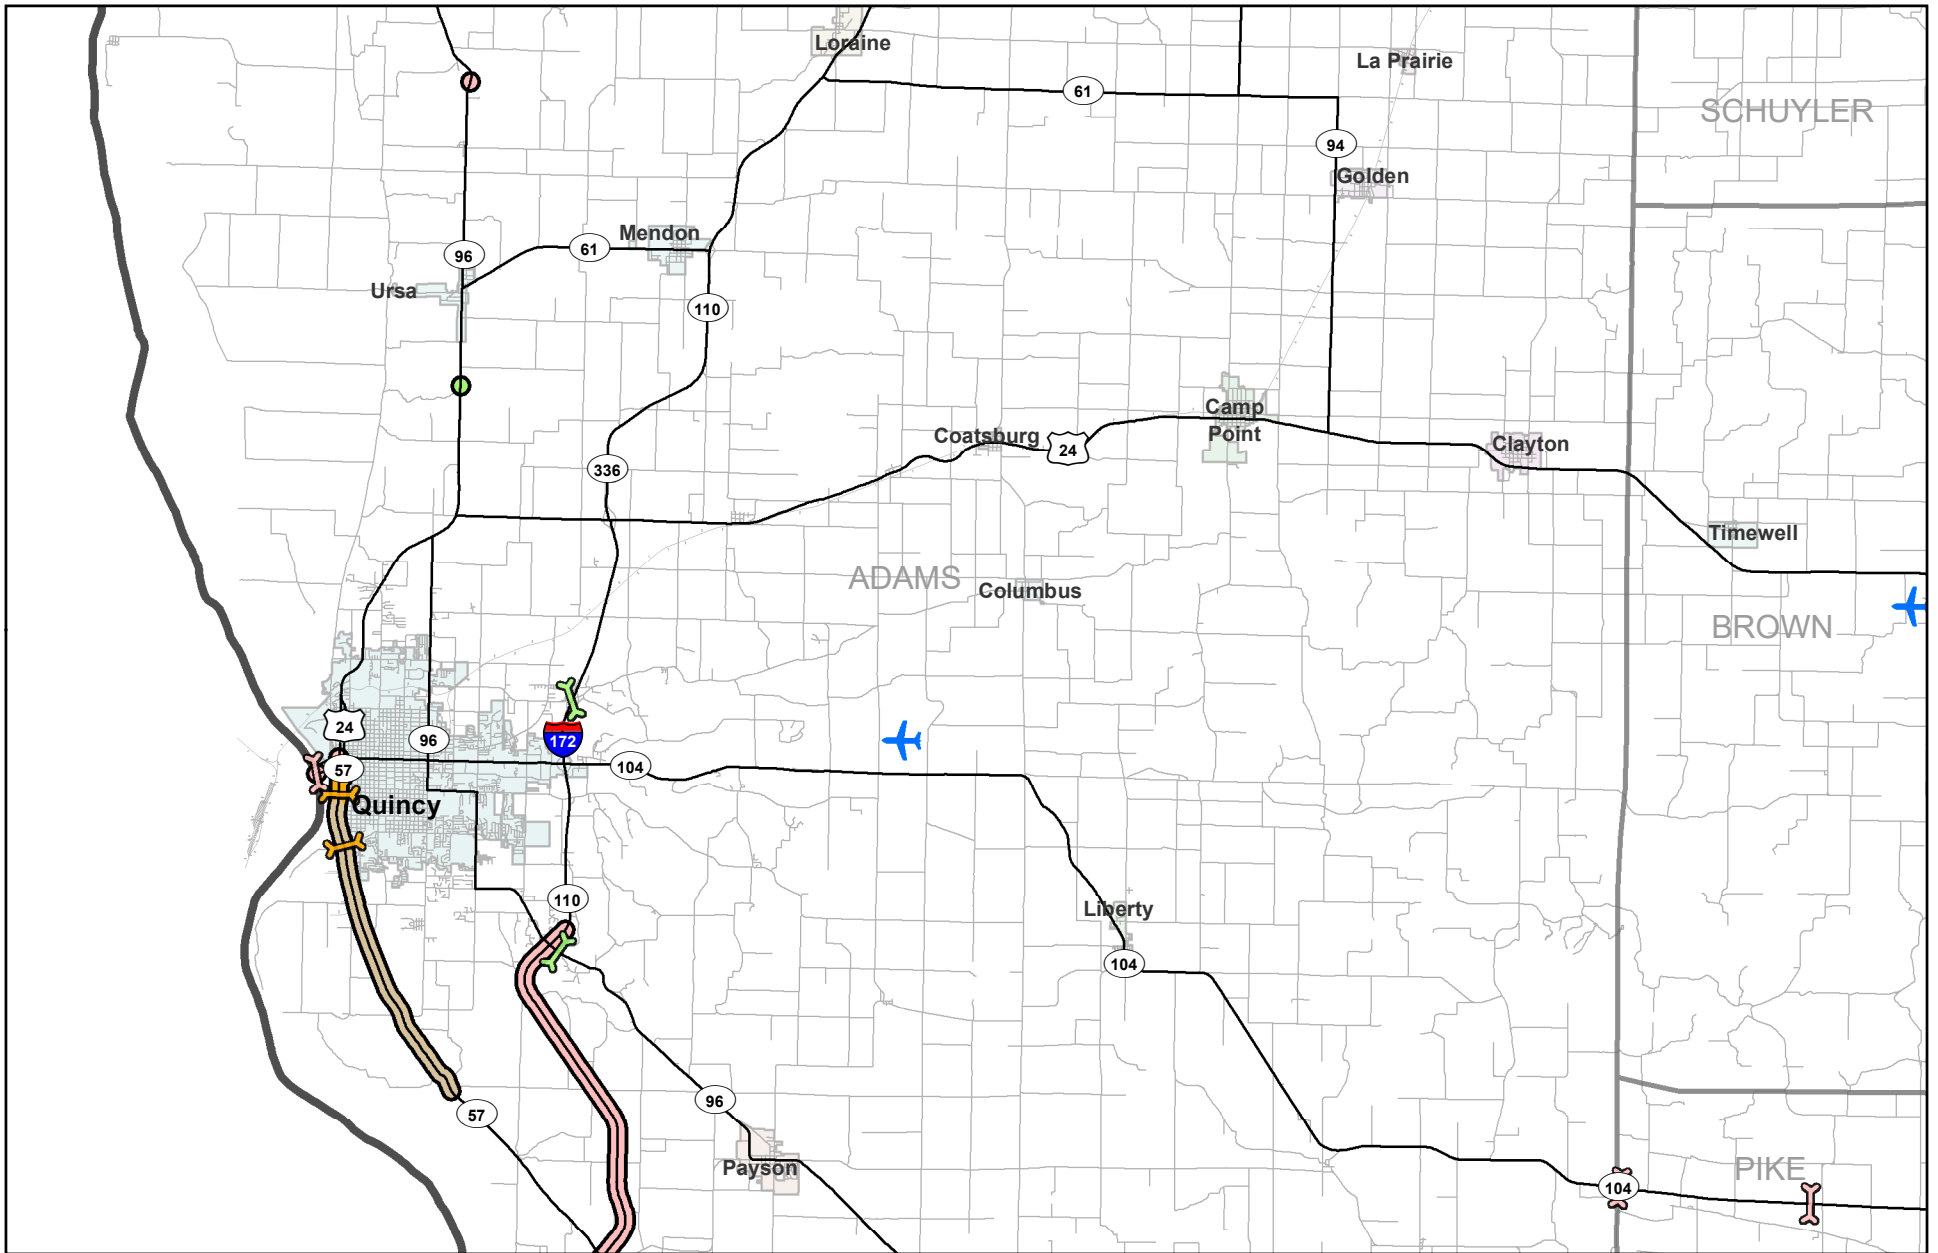 Loraine
La Prairie
61
SCHUYLER
94
Golden
Mendon
61
96
Ursa
110
Camp
Point
Coatsburg
24
Clayton
336
Timewell
ADAMS
Columbus
BROWN
24
96
172
57
104
Quincy
110
Liberty
104
96
57
Payson
PIKE
104